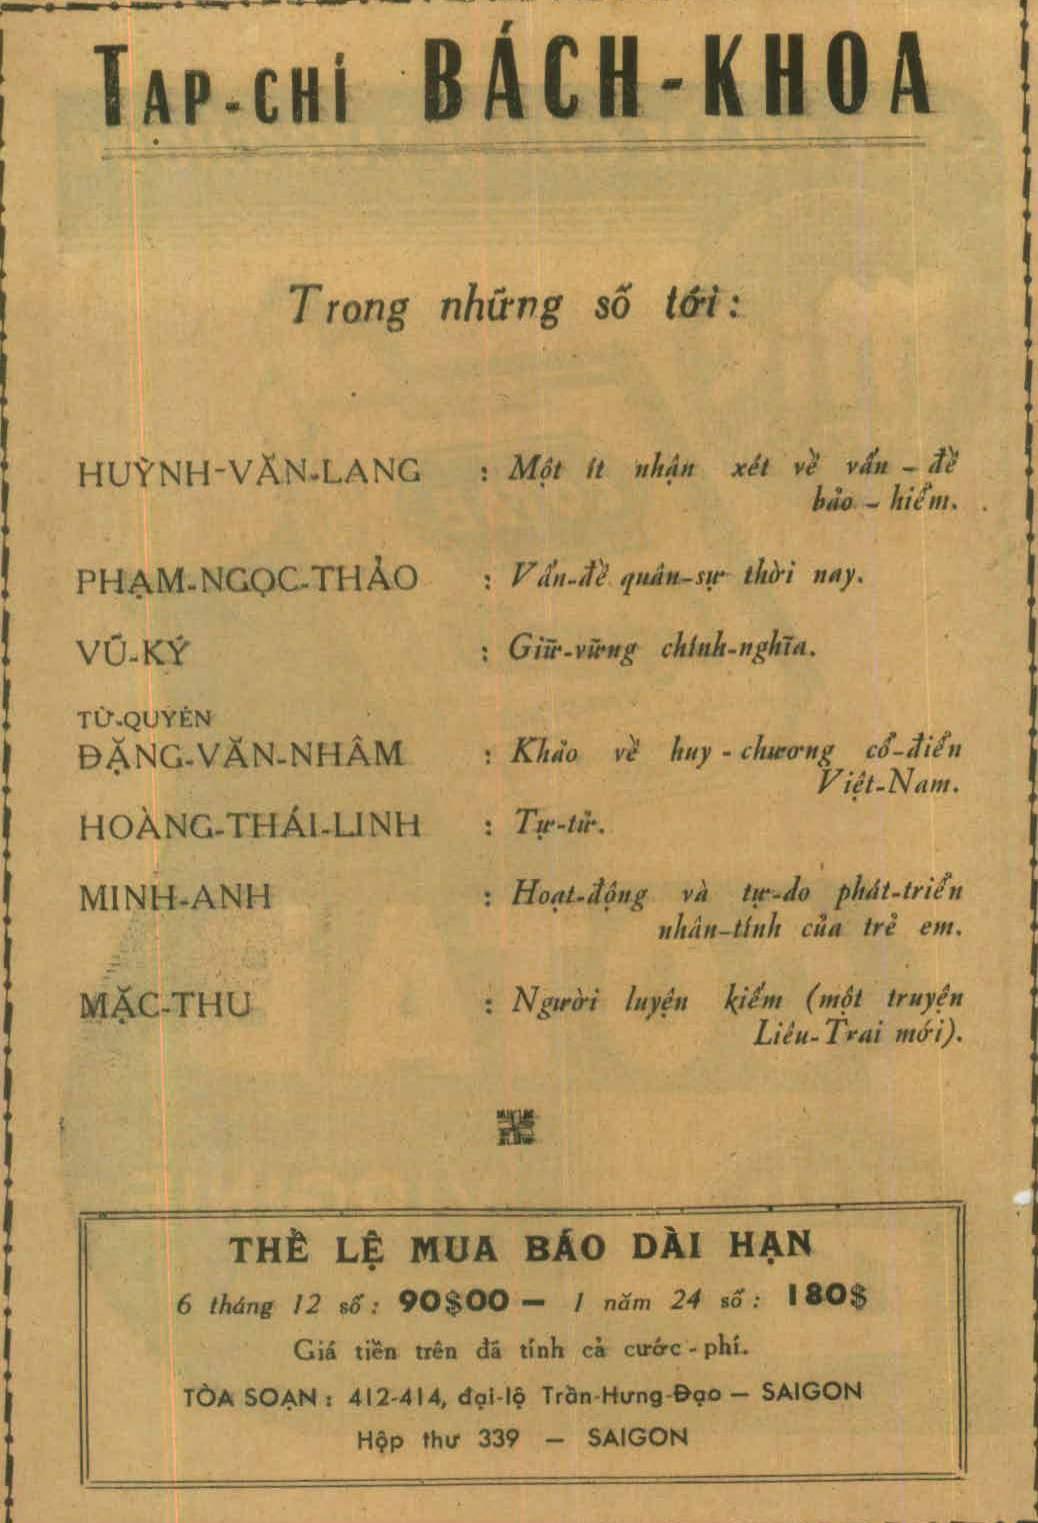 TẠP-CHÍ BÁCH-KHOA
Trong những số tới:
HUỲNH-VĂN-LANG : Một ít nhận xét về vấn-đề
bảo-hiểm.
PHẠM-NGỌC-THẢO : Vấn-đề quân-sự thời nay.
VŨ-KÝ : Giữ-vững chính-nghĩa.
TỪ-QUYÊN
ĐẶNG-VĂN-NHÂM : Khảo về huy-chương cổ-điển
Việt-Nam.
HOÀNG-THÁI-LINH : Tự-tử.
MINH-ANH : Hoạt-động và tự-do phát-triển
nhân-tính của trẻ em.
MẶC-THU : Người luyện kiếm (một truyện
Liêu-Trai mới).
THỂ LỆ MUA BÁO DÀI HẠN
6 tháng 12 số: 90$00 — 1 năm 24 số: 180$
Giá tiền trên đã tính cả cước-phí.
TÒA SOẠN: 412-414, đại-lộ Trần-Hưng-Đạo — SAIGON
Hộp thư 339 — SAIGON